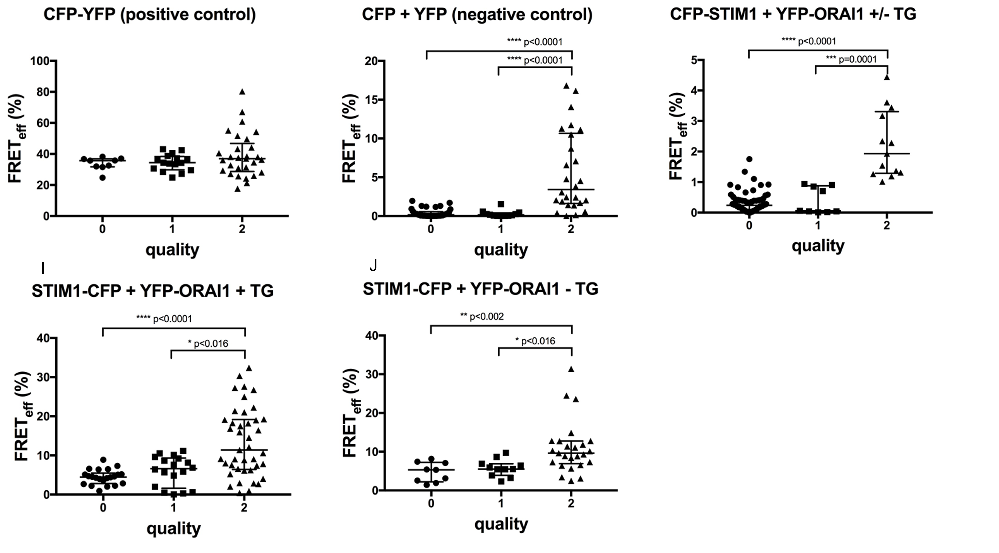 CFP-YFP (positive control)
FRETeff (%)
100
80
60
40
20
0
0 1 2
quality
CFP + YFP (negative control)
**** p<0.0001
**** p<0.0001
FRETeff (%)
20
15
10
5
0
0 1 2
quality
CFP-STIM1 + YFP-ORAI1 +/- TG
**** p<0.0001
*** p=0.0001
FRETeff (%)
5
4
3
2
1
0
0 1 2
quality
I
STIM1-CFP + YFP-ORAI1 + TG
**** p<0.0001
* p<0.016
FRETeff (%)
40
30
20
10
0
0 1 2
quality
J
STIM1-CFP + YFP-ORAI1 - TG
** p<0.002
* p<0.016
FRETeff (%)
40
30
20
10
0
0 1 2
quality